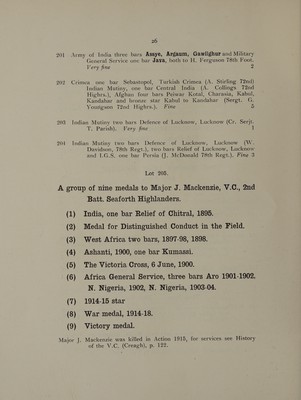 26
201 Army of India three bars Assye, Argaum, Gawilghur and Military
General Service one bar Java, both to H. Ferguson 78th Foot.
Very fine 2
202 Crimea one bar Sebastopol, Turkish Crimea (A. Stirling 72nd)
Indian Mutiny, one bar Central India (A. Collings 72nd
Highrs.), Afghan four bars Peiwar Kotal, Charasia, Kabul,
Kandahar and bronze star Kabul to Kandahar (Sergt. G.
Youngson 72nd Highrs.). Fine 5
203 Indian Mutiny two bars Defence of Lucknow, Lucknow (Cr. Serjt.
T. Parish). Very fine 1
204 Indian Mutiny two bars Defence of Lucknow, Lucknow (W.
Davidson, 78th Regt.), two bars Relief of Lucknow, Lucknow
and I.G.S. one bar Persia (J. McDonald 78th Regt.). Fine 3
Lot 205.
A group of nine medals to Major J. Mackenzie, V.C., 2nd
Batt. Seaforth Highlanders.
(1) India, one bar Relief of Chitral, 1895.
(2) Medal for Distinguished Conduct in the Field.
(3) West Africa two bars, 1897-98, 1898.
(4) Ashanti, 1900, one bar Kumassi.
(5) The Victoria Cross, 6 June, 1900.
(6) Africa General Service, three bars Aro 1901-1902,
N. Nigeria, 1902, N. Nigeria, 1903-04.
(7) 1914-15 star
(8) War medal, 1914-18.
(9) Victory medal.
Major J. Mackenzie was killed in Action 1915, for services see History
of the V.C. (Creagh), p. 122.